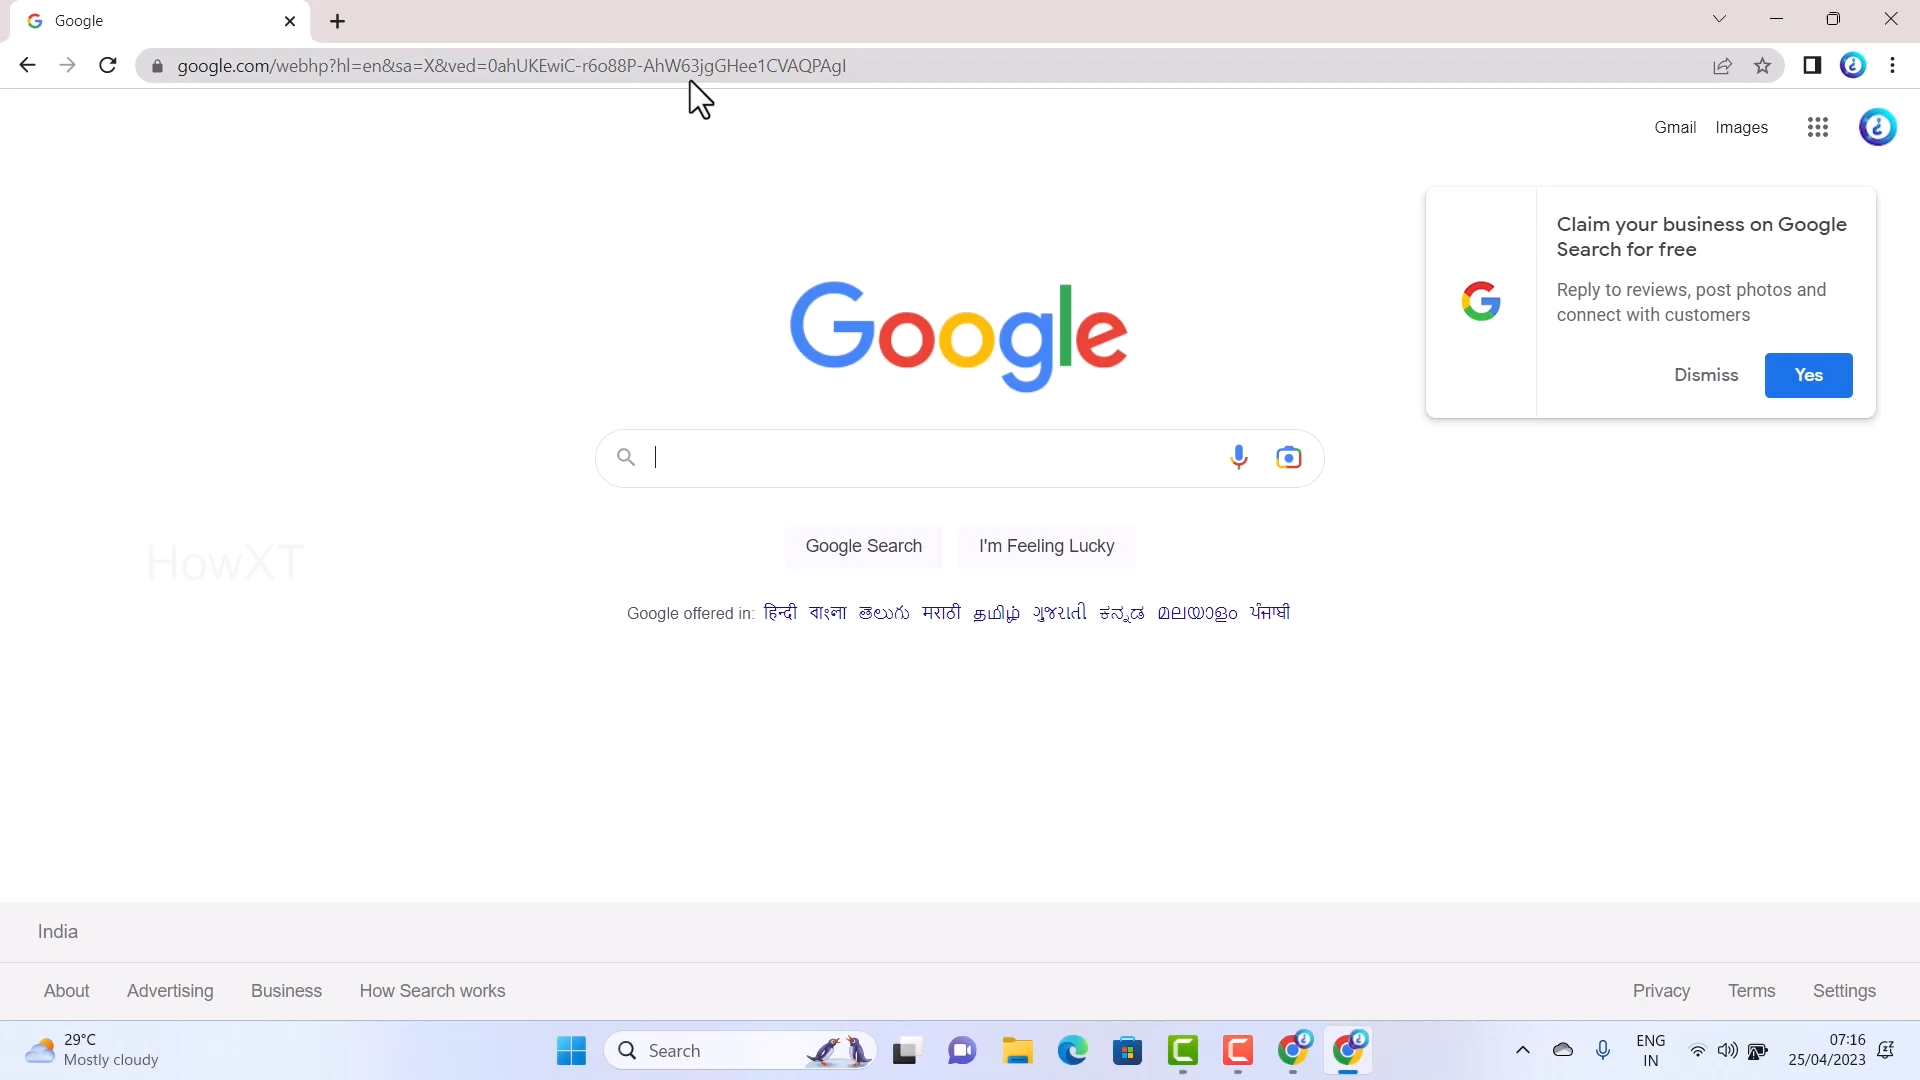 Google
google.com/webhp?hl=en&sa=X&ved=0ahUKEwiC-r6o88P-AhW63jgGHee1CVAQPAgI
Gmail Images
Claim your business on Google
Search for free
Reply to reviews, post photos and
connect with customers
Dismiss Yes
Google
Google Search I'm Feeling Lucky
HowXT
Google offered in: हिन्दी বাংলা తెలుగు मराठी தமிழ் ગુજરાતી ಕನ್ನಡ മലയാളം ਪੰਜਾਬੀ
India
About Advertising Business How Search works Privacy Terms Settings
29°C
Mostly cloudy
Search
ENG
IN
07:16
25/04/2023